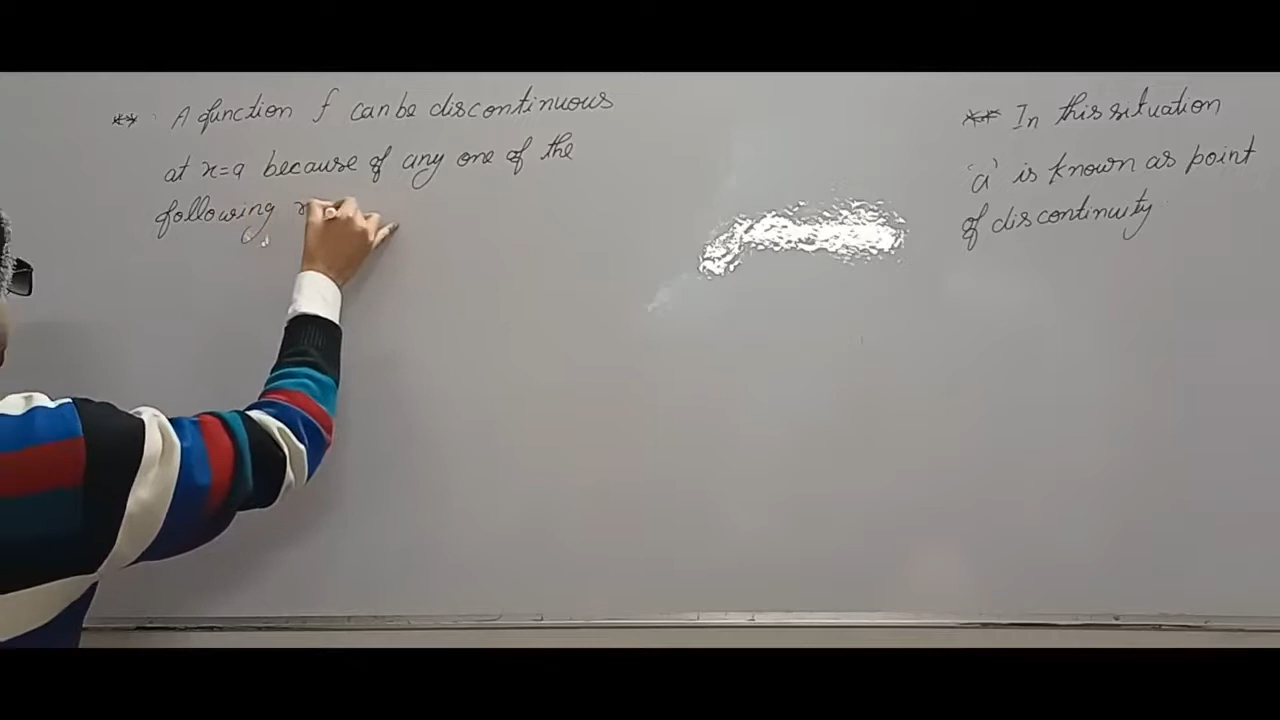 ** A function f can be discontinuous
at x=a because of any one of the
following
** In this situation
'a' is known as point
of discontinuity